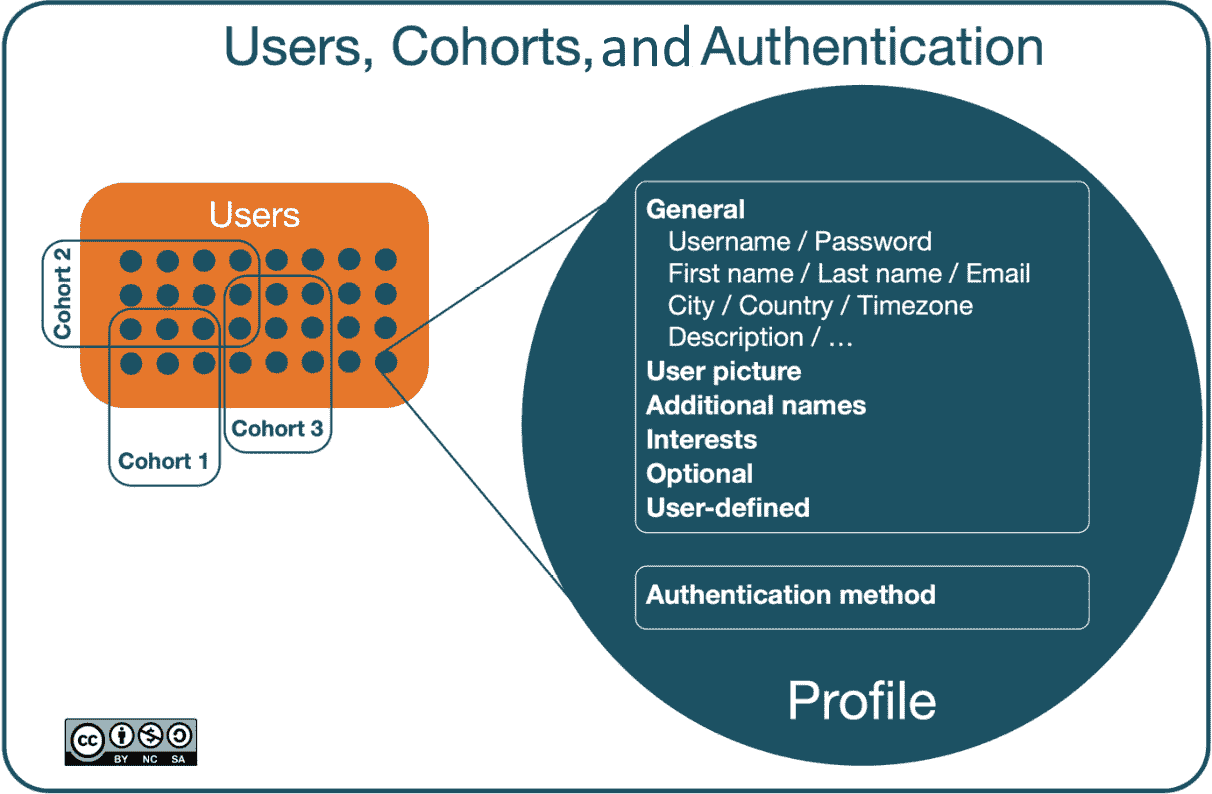 Users, Cohorts, and Authentication
Users
Cohort 2
Cohort 3
Cohort 1
General
Username / Password
First name / Last name / Email
City / Country / Timezone
Description / …
User picture
Additional names
Interests
Optional
User-defined
Authentication method
Profile
cc
BY NC SA